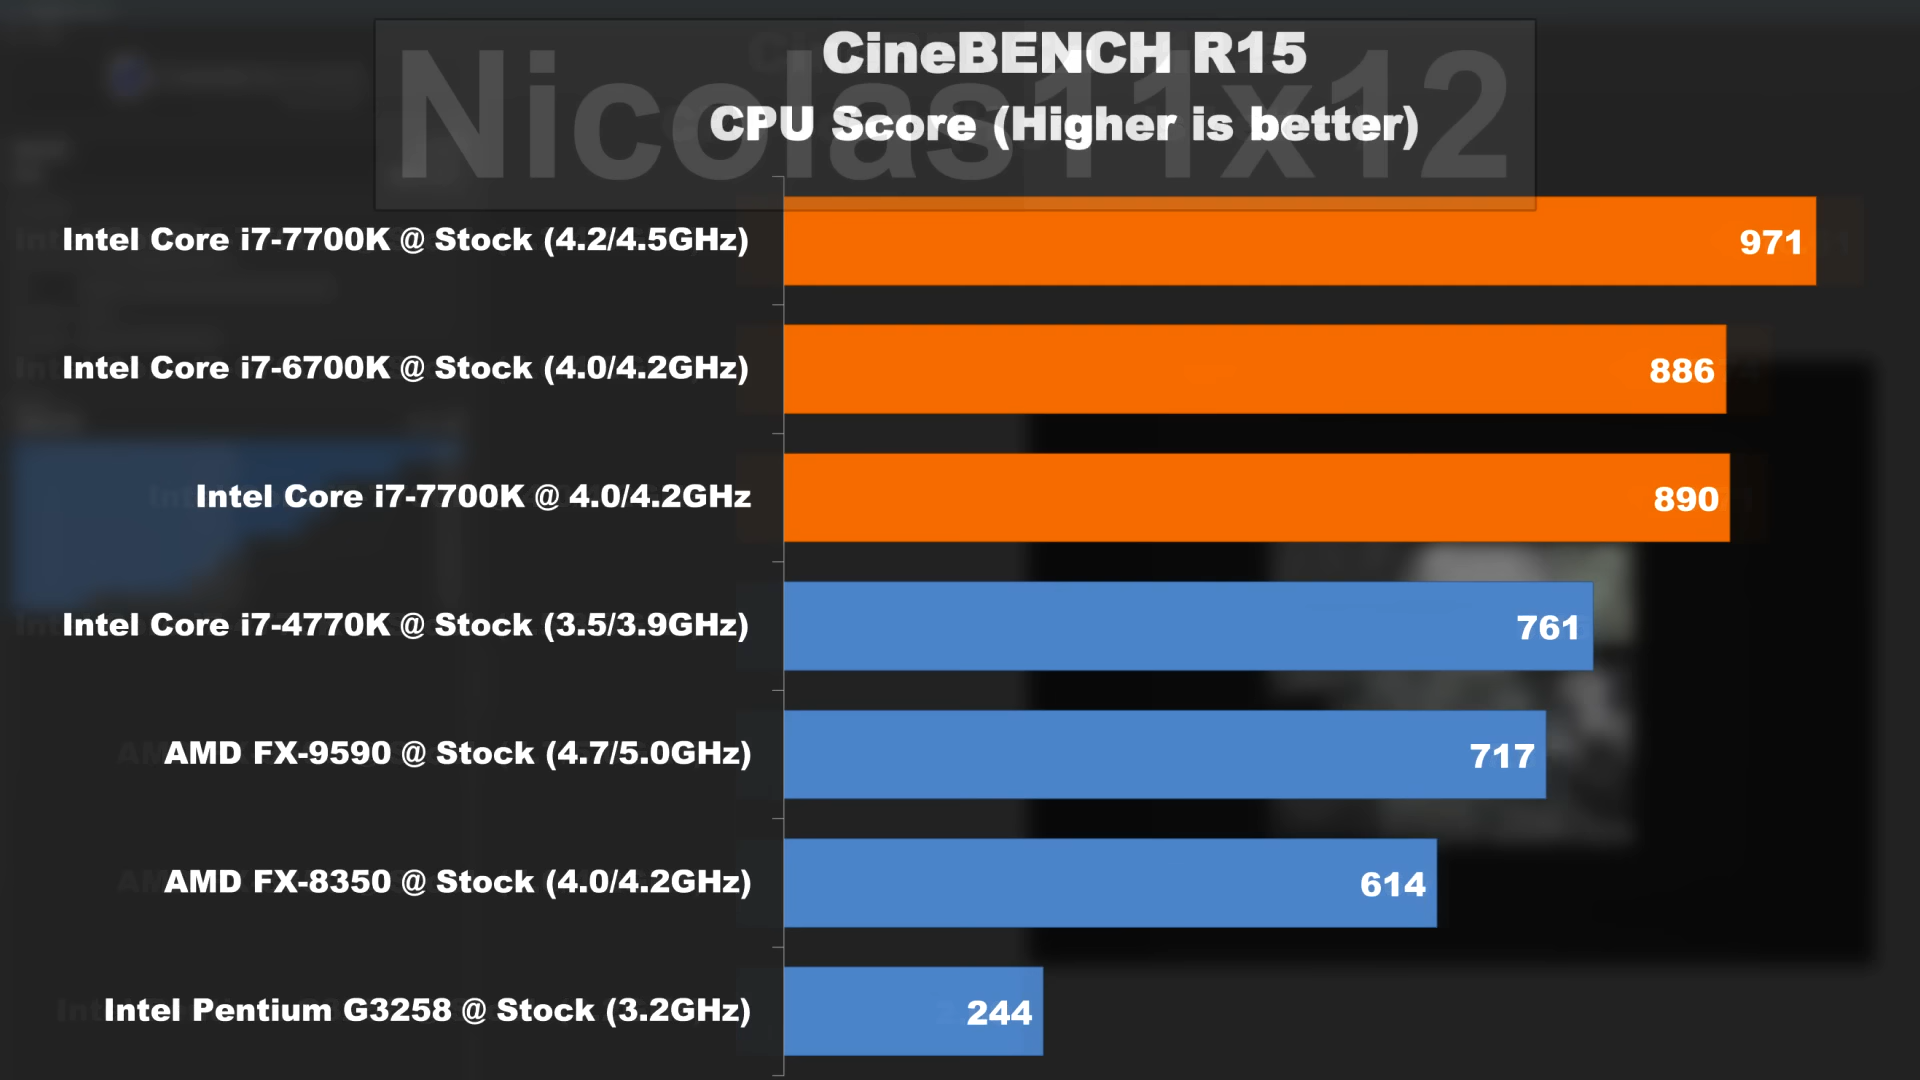 CineBENCH R15
Nicolas11x12
CPU Score (Higher is better)
Intel Core i7-7700K @ Stock (4.2/4.5GHz)
971
Intel Core i7-6700K @ Stock (4.0/4.2GHz)
886
Intel Core i7-7700K @ 4.0/4.2GHz
890
Intel Core i7-4770K @ Stock (3.5/3.9GHz)
761
AMD FX-9590 @ Stock (4.7/5.0GHz)
717
AMD FX-8350 @ Stock (4.0/4.2GHz)
614
Intel Pentium G3258 @ Stock (3.2GHz)
244